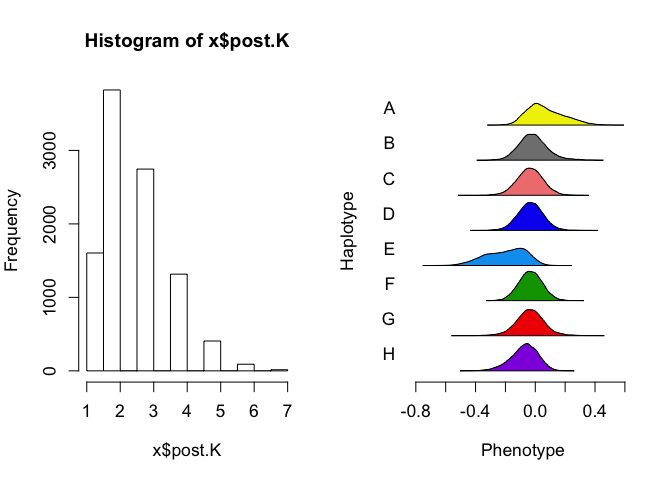 Histogram of x$post.K
Frequency
0
1000
2000
3000
1 2 3 4 5 6 7
x$post.K
Haplotype
A
B
C
D
E
F
G
H
-0.8 -0.4 0.0 0.4
Phenotype